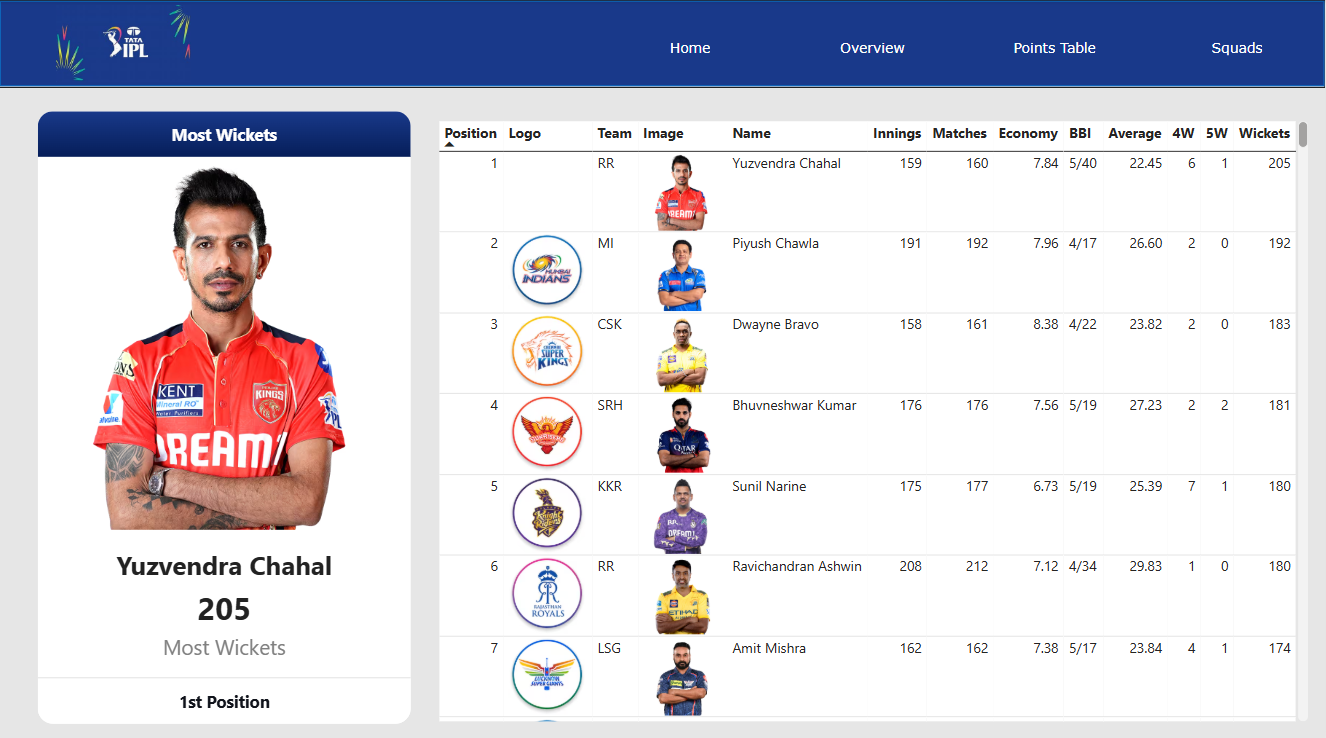 TATA
IPL
Home Overview Points Table Squads
Most Wickets
KENT
Mineral RO
Water Purifiers
KINGS
DREAM11
Yuzvendra Chahal
205
Most Wickets
1st Position
Position Logo Team Image Name Innings Matches Economy BBI Average 4W 5W Wickets
1 RR Yuzvendra Chahal 159 160 7.84 5/40 22.45 6 1 205
2 MUMBAI INDIANS MI Piyush Chawla 191 192 7.96 4/17 26.60 2 0 192
3 CHENNAI SUPER KINGS CSK Dwayne Bravo 158 161 8.38 4/22 23.82 2 0 183
4 SRH Bhuvneshwar Kumar 176 176 7.56 5/19 27.23 2 2 181
5 Knight Riders KKR Sunil Narine 175 177 6.73 5/19 25.39 7 1 180
6 RAJASTHAN ROYALS RR Ravichandran Ashwin 208 212 7.12 4/34 29.83 1 0 180
7 LUCKNOW SUPER GIANTS LSG Amit Mishra 162 162 7.38 5/17 23.84 4 1 174